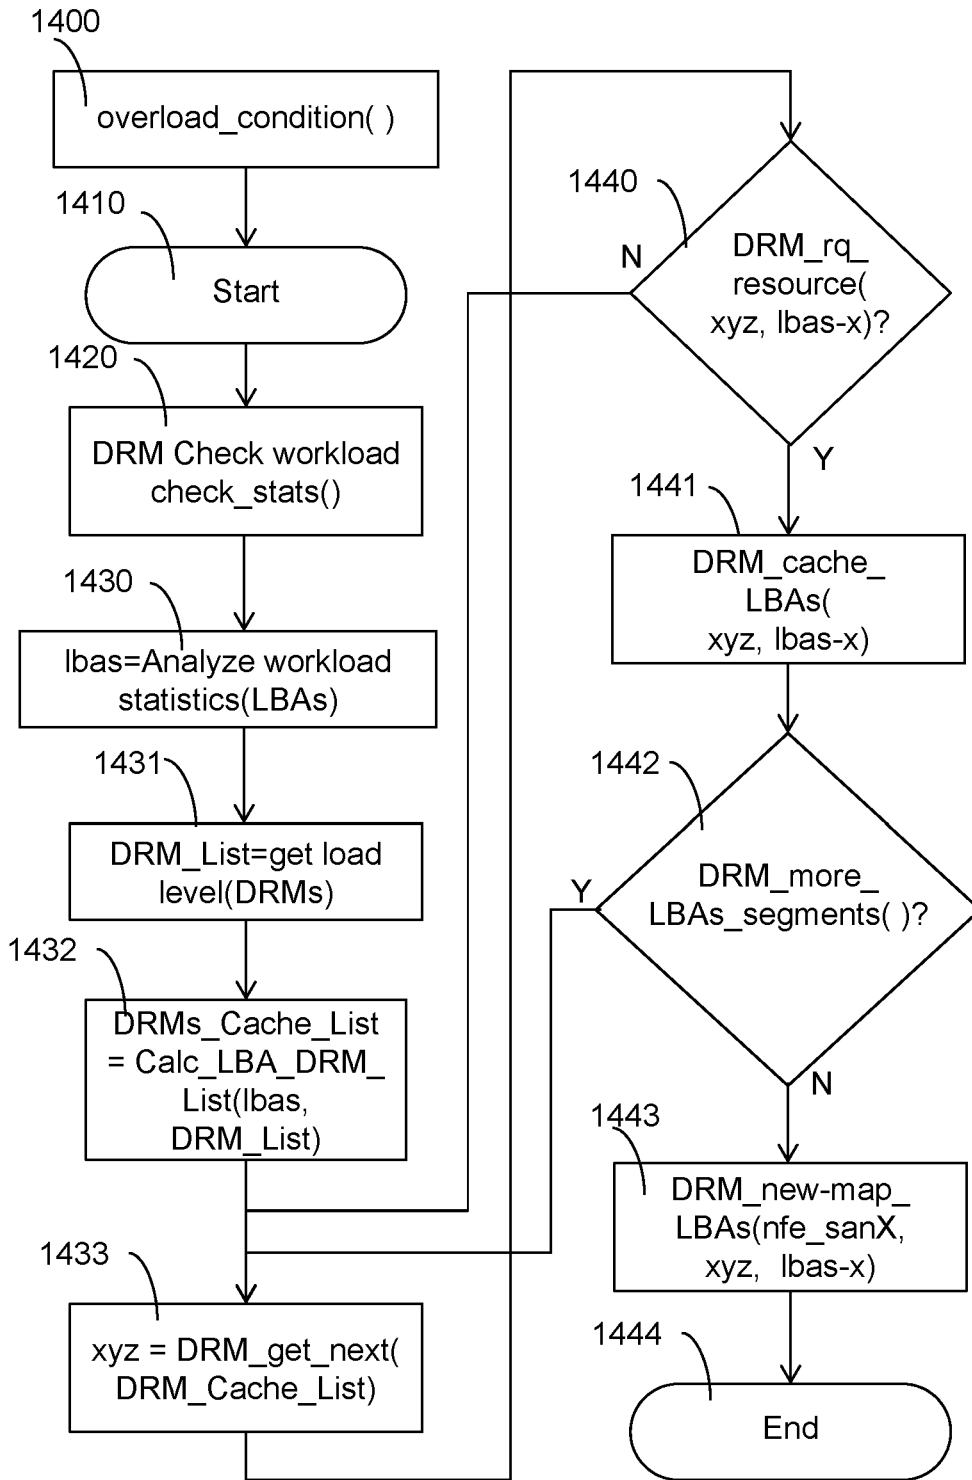 1400
overload_condition( )
1410
Start
1420
DRM Check workload
check_stats()
1430
lbas=Analyze workload
statistics(LBAs)
1431
DRM_List=get load
level(DRMs)
1432
DRMs_Cache_List
= Calc_LBA_DRM_
List(lbas,
DRM_List)
1433
xyz = DRM_get_next(
DRM_Cache_List)
1440
N
DRM_rq_
resource(
xyz, lbas-x)?
Y
1441
DRM_cache_
LBAs(
xyz, lbas-x)
1442
Y
DRM_more_
LBAs_segments( )?
N
1443
DRM_new-map_
LBAs(nfe_sanX,
xyz, lbas-x)
1444
End